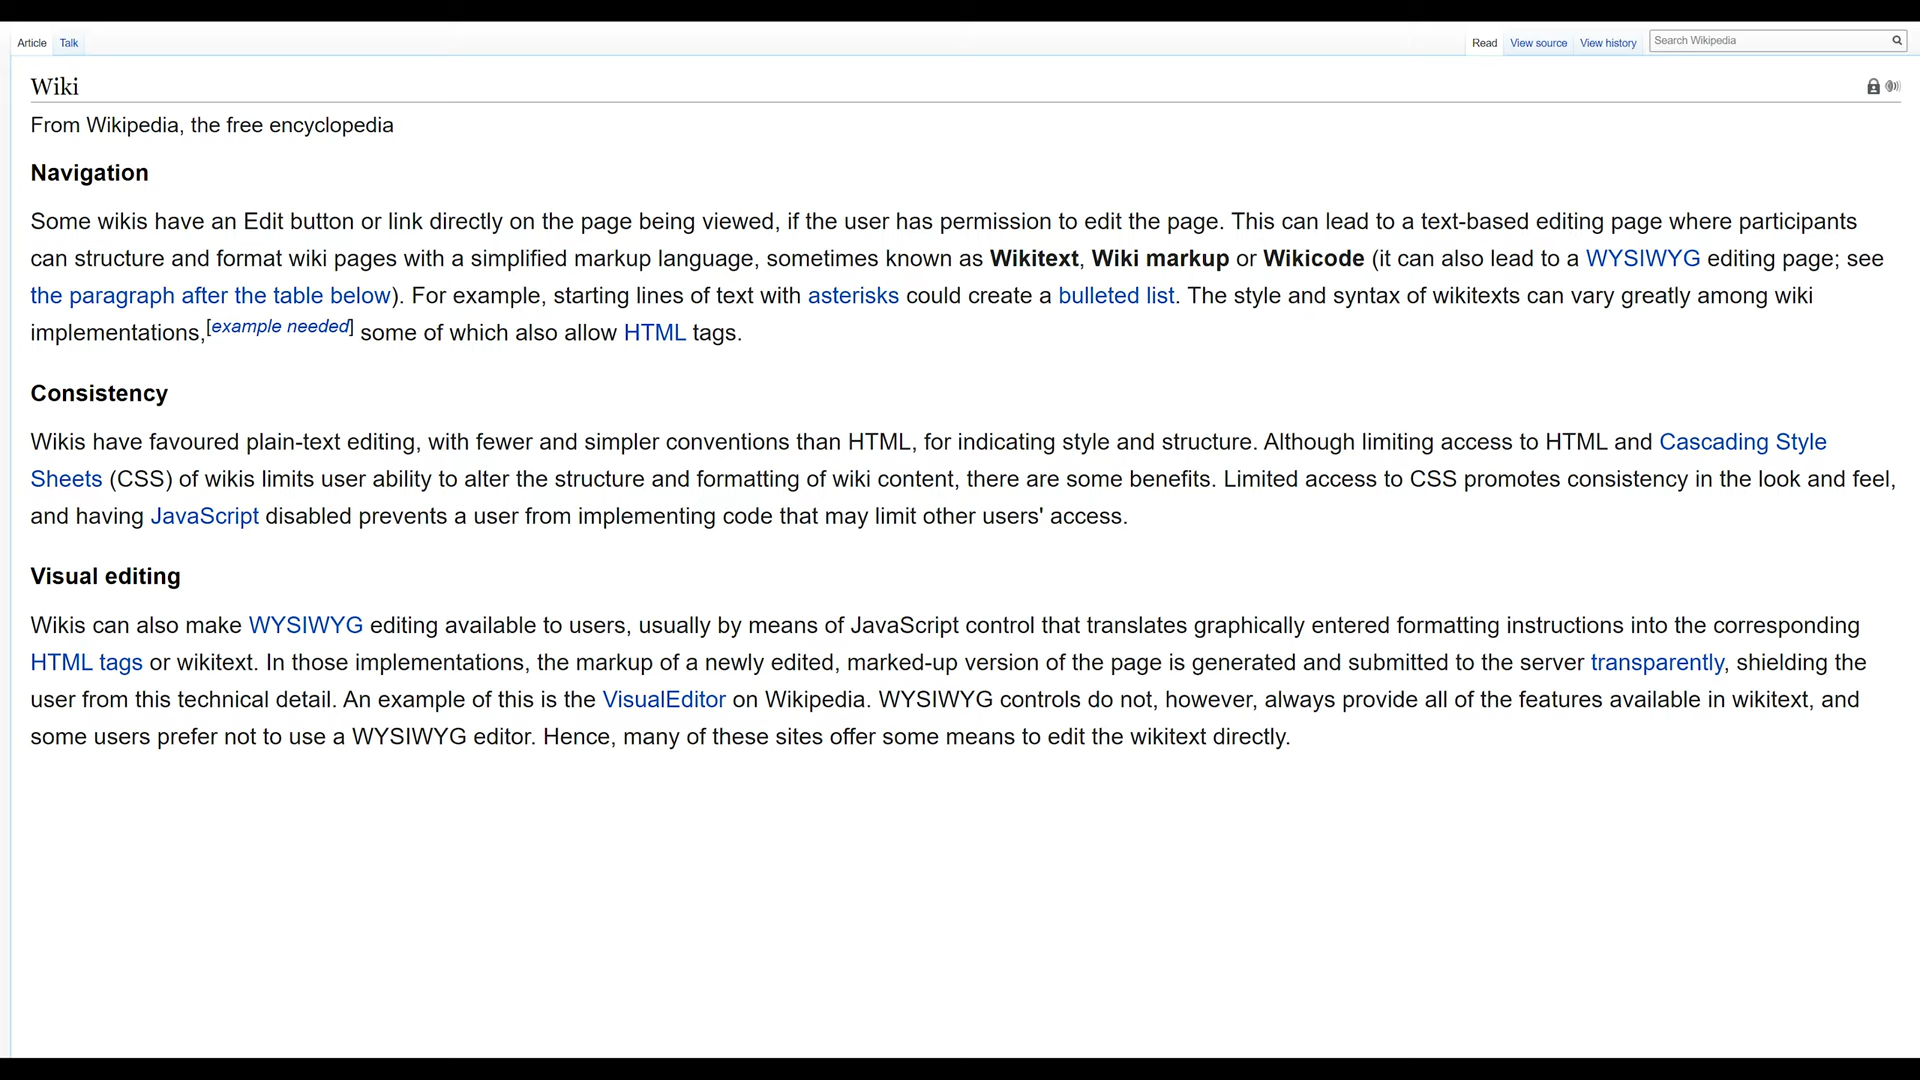 Article Talk Read View source View history Search Wikipedia
Wiki
From Wikipedia, the free encyclopedia
Navigation
Some wikis have an Edit button or link directly on the page being viewed, if the user has permission to edit the page. This can lead to a text-based editing page where participants
can structure and format wiki pages with a simplified markup language, sometimes known as Wikitext, Wiki markup or Wikicode (it can also lead to a WYSIWYG editing page; see
the paragraph after the table below). For example, starting lines of text with asterisks could create a bulleted list. The style and syntax of wikitexts can vary greatly among wiki
implementations,[example needed] some of which also allow HTML tags.
Consistency
Wikis have favoured plain-text editing, with fewer and simpler conventions than HTML, for indicating style and structure. Although limiting access to HTML and Cascading Style
Sheets (CSS) of wikis limits user ability to alter the structure and formatting of wiki content, there are some benefits. Limited access to CSS promotes consistency in the look and feel,
and having JavaScript disabled prevents a user from implementing code that may limit other users' access.
Visual editing
Wikis can also make WYSIWYG editing available to users, usually by means of JavaScript control that translates graphically entered formatting instructions into the corresponding
HTML tags or wikitext. In those implementations, the markup of a newly edited, marked-up version of the page is generated and submitted to the server transparently, shielding the
user from this technical detail. An example of this is the VisualEditor on Wikipedia. WYSIWYG controls do not, however, always provide all of the features available in wikitext, and
some users prefer not to use a WYSIWYG editor. Hence, many of these sites offer some means to edit the wikitext directly.